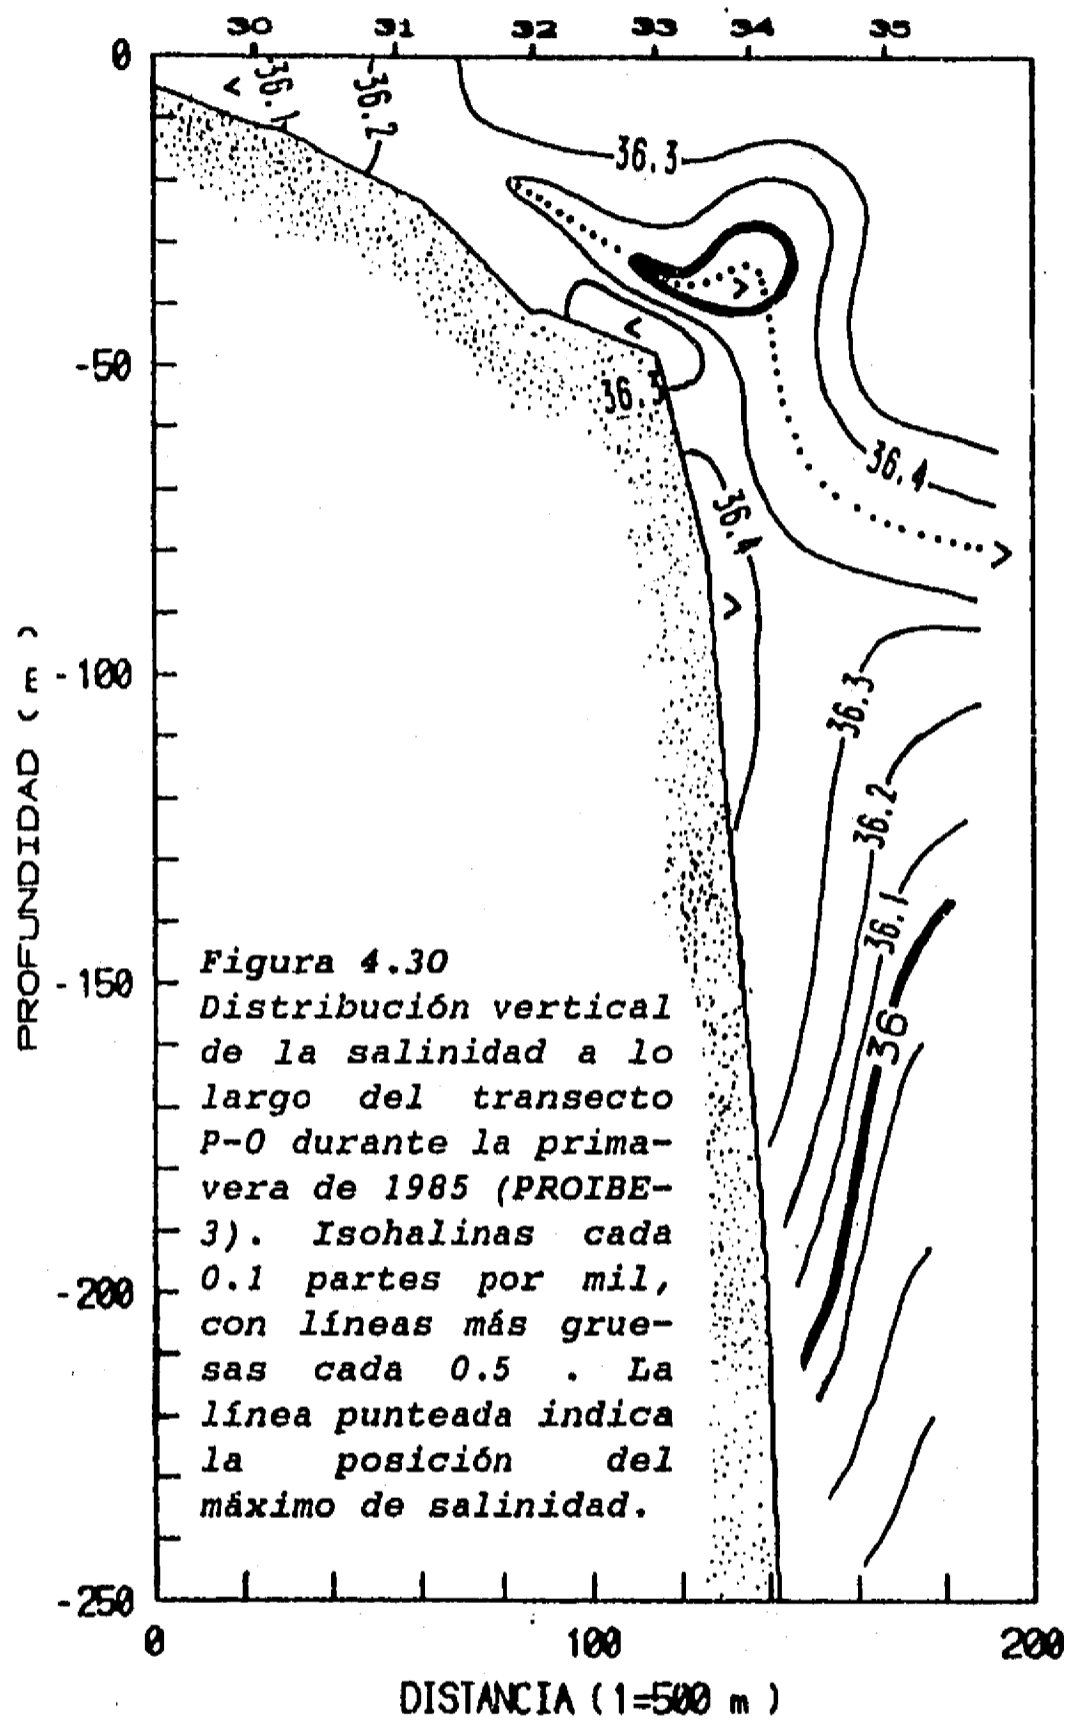 30 31 32 33 34 35
0
36.1
36.2
36.3
36.4
-50
36.3
36.4
36.3
-100
36.2
36.1
36
-150
-200
-250
PROFUNDIDAD ( m )
Figura 4.30
Distribución vertical
de la salinidad a lo
largo del transecto
P-O durante la prima-
vera de 1985 (PROIBE-
3). Isohalinas cada
0.1 partes por mil,
con líneas más grue-
sas cada 0.5 . La
línea punteada indica
la posición del
máximo de salinidad.
0 100 200
DISTANCIA ( 1=500 m )